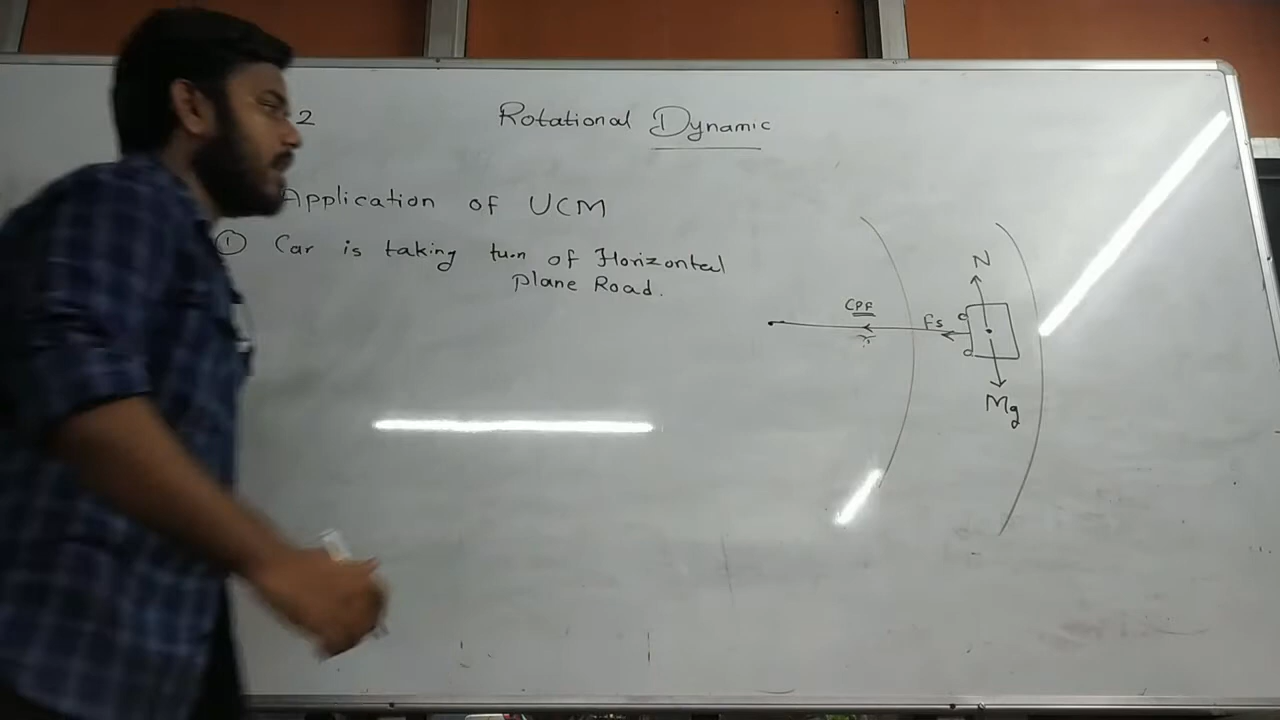 2
Rotational Dynamic
Application of UCM
① Car is taking turn of Horizontal
plane Road.
N
CPF
fs
Mg